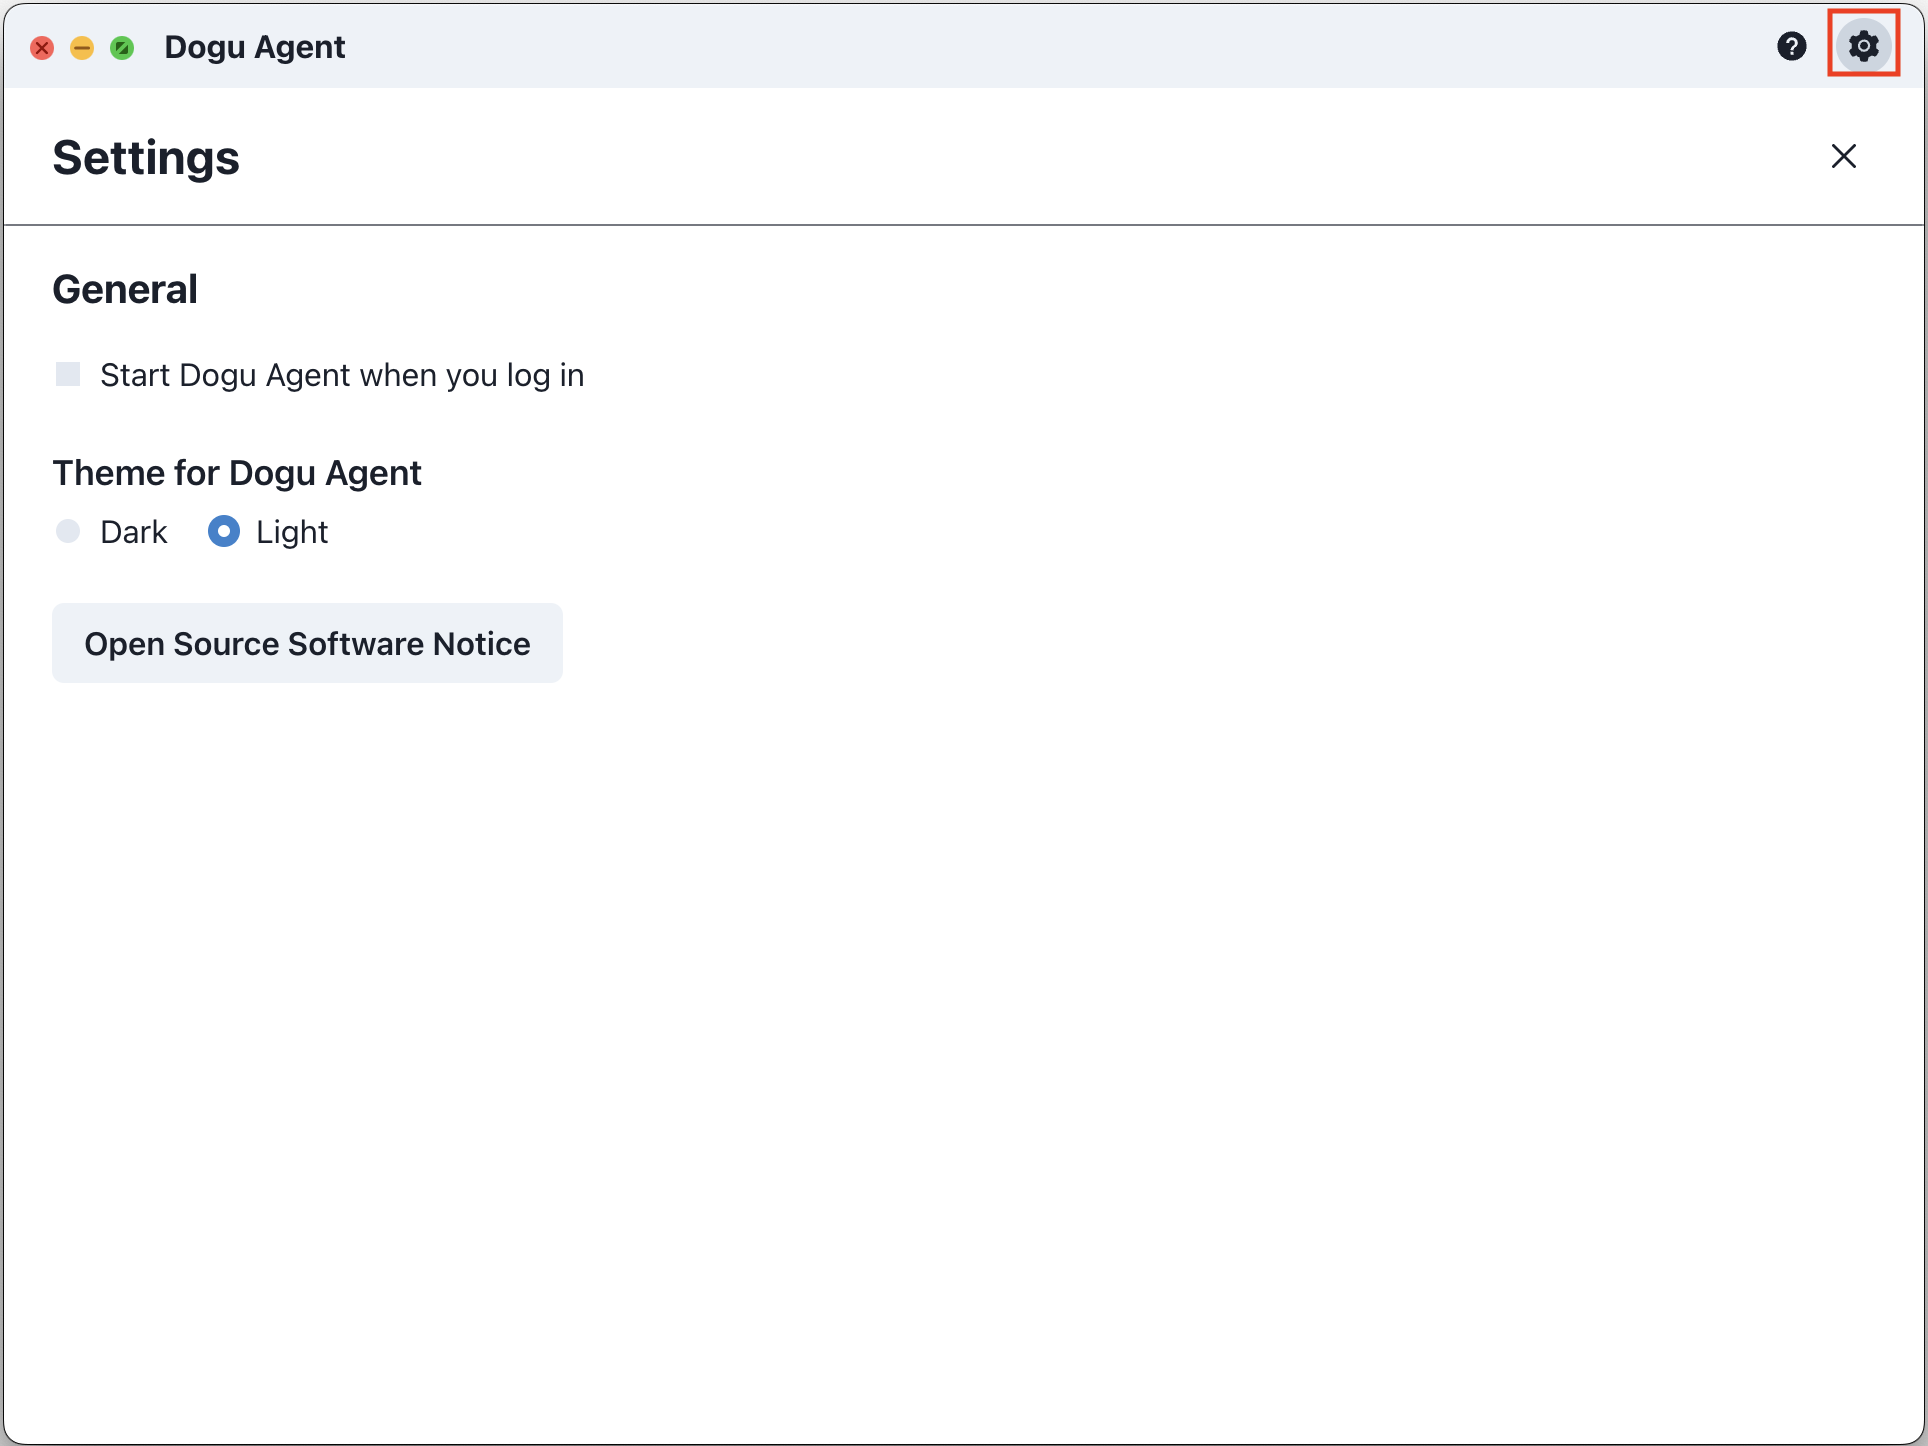 Dogu Agent
Settings
General
Start Dogu Agent when you log in
Theme for Dogu Agent
Dark Light
Open Source Software Notice